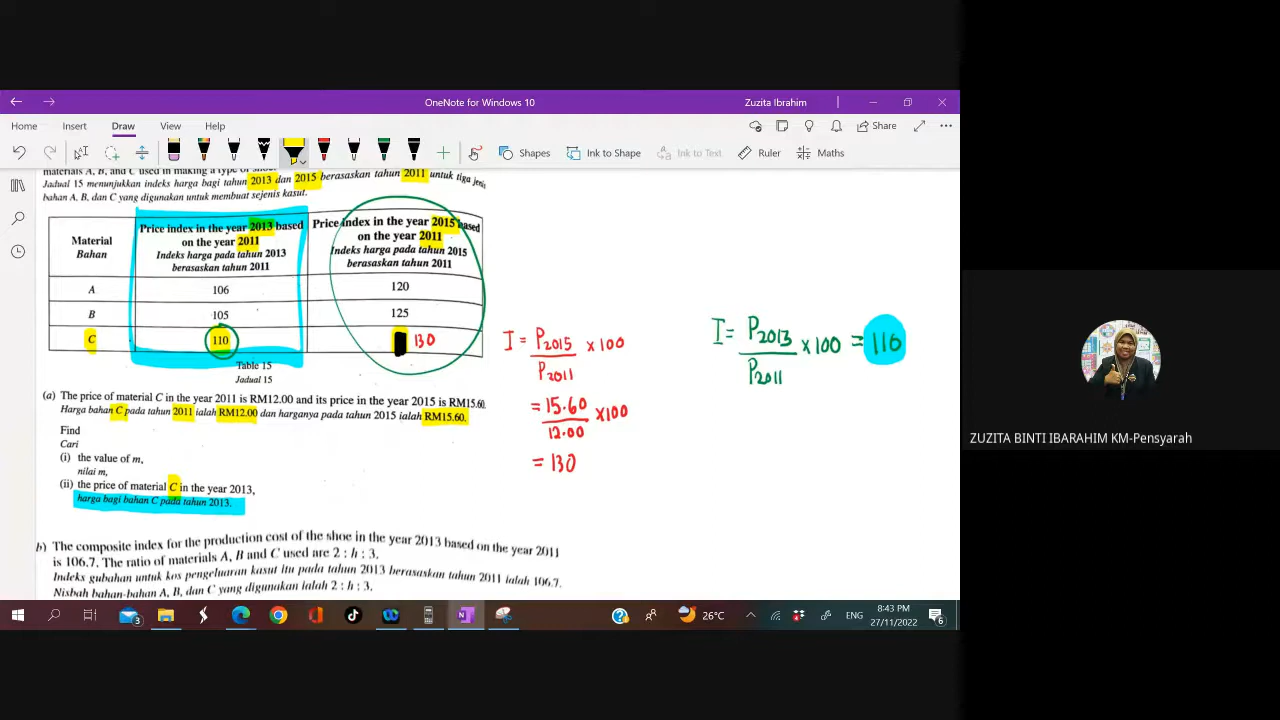 OneNote for Windows 10
Zuzita Ibrahim
Home
Insert
Draw
View
Help
Share
Shapes
Ink to Shape
Ink to Text
Ruler
Maths
materials A, B, and C used in making a type of
Jadual 15 menunjukkan indeks harga bagi tahun 2013 dan 2015 berasaskan tahun 2011 untuk tiga jenis
bahan A, B, dan C yang digunakan untuk membuat sejenis kasut.
Material
Bahan
Price index in the year 2013 based
on the year 2011
Indeks harga pada tahun 2013
berasaskan tahun 2011
Price index in the year 2015 based
on the year 2011
Indeks harga pada tahun 2015
berasaskan tahun 2011
A 106 120
B 105 125
C 110 130
Table 15
Jadual 15
I = P2015 / P2011 × 100
= 15.60 / 12.00 × 100
= 130
I = P2013 / P2011 × 100 = 110
(a) The price of material C in the year 2011 is RM12.00 and its price in the year 2015 is RM15.60.
Harga bahan C pada tahun 2011 ialah RM12.00 dan harganya pada tahun 2015 ialah RM15.60.
Find
Cari
(i) the value of m,
nilai m,
(ii) the price of material C in the year 2013,
harga bagi bahan C pada tahun 2013.
b) The composite index for the production cost of the shoe in the year 2013 based on the year 2011
is 106.7. The ratio of materials A, B and C used are 2 : h : 3.
Indeks gubahan untuk kos pengeluaran kasut itu pada tahun 2013 berasaskan tahun 2011 ialah 106.7.
Nisbah bahan-bahan A, B, dan C yang digunakan ialah 2 : h : 3.
ZUZITA BINTI IBARAHIM KM-Pensyarah
3
26°C
ENG
8:43 PM
27/11/2022
6